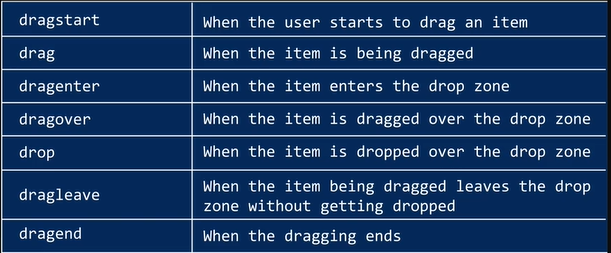 dragstart When the user starts to drag an item
drag When the item is being dragged
dragenter When the item enters the drop zone
dragover When the item is dragged over the drop zone
drop When the item is dropped over the drop zone
dragleave When the item being dragged leaves the drop
zone without getting dropped
dragend When the dragging ends